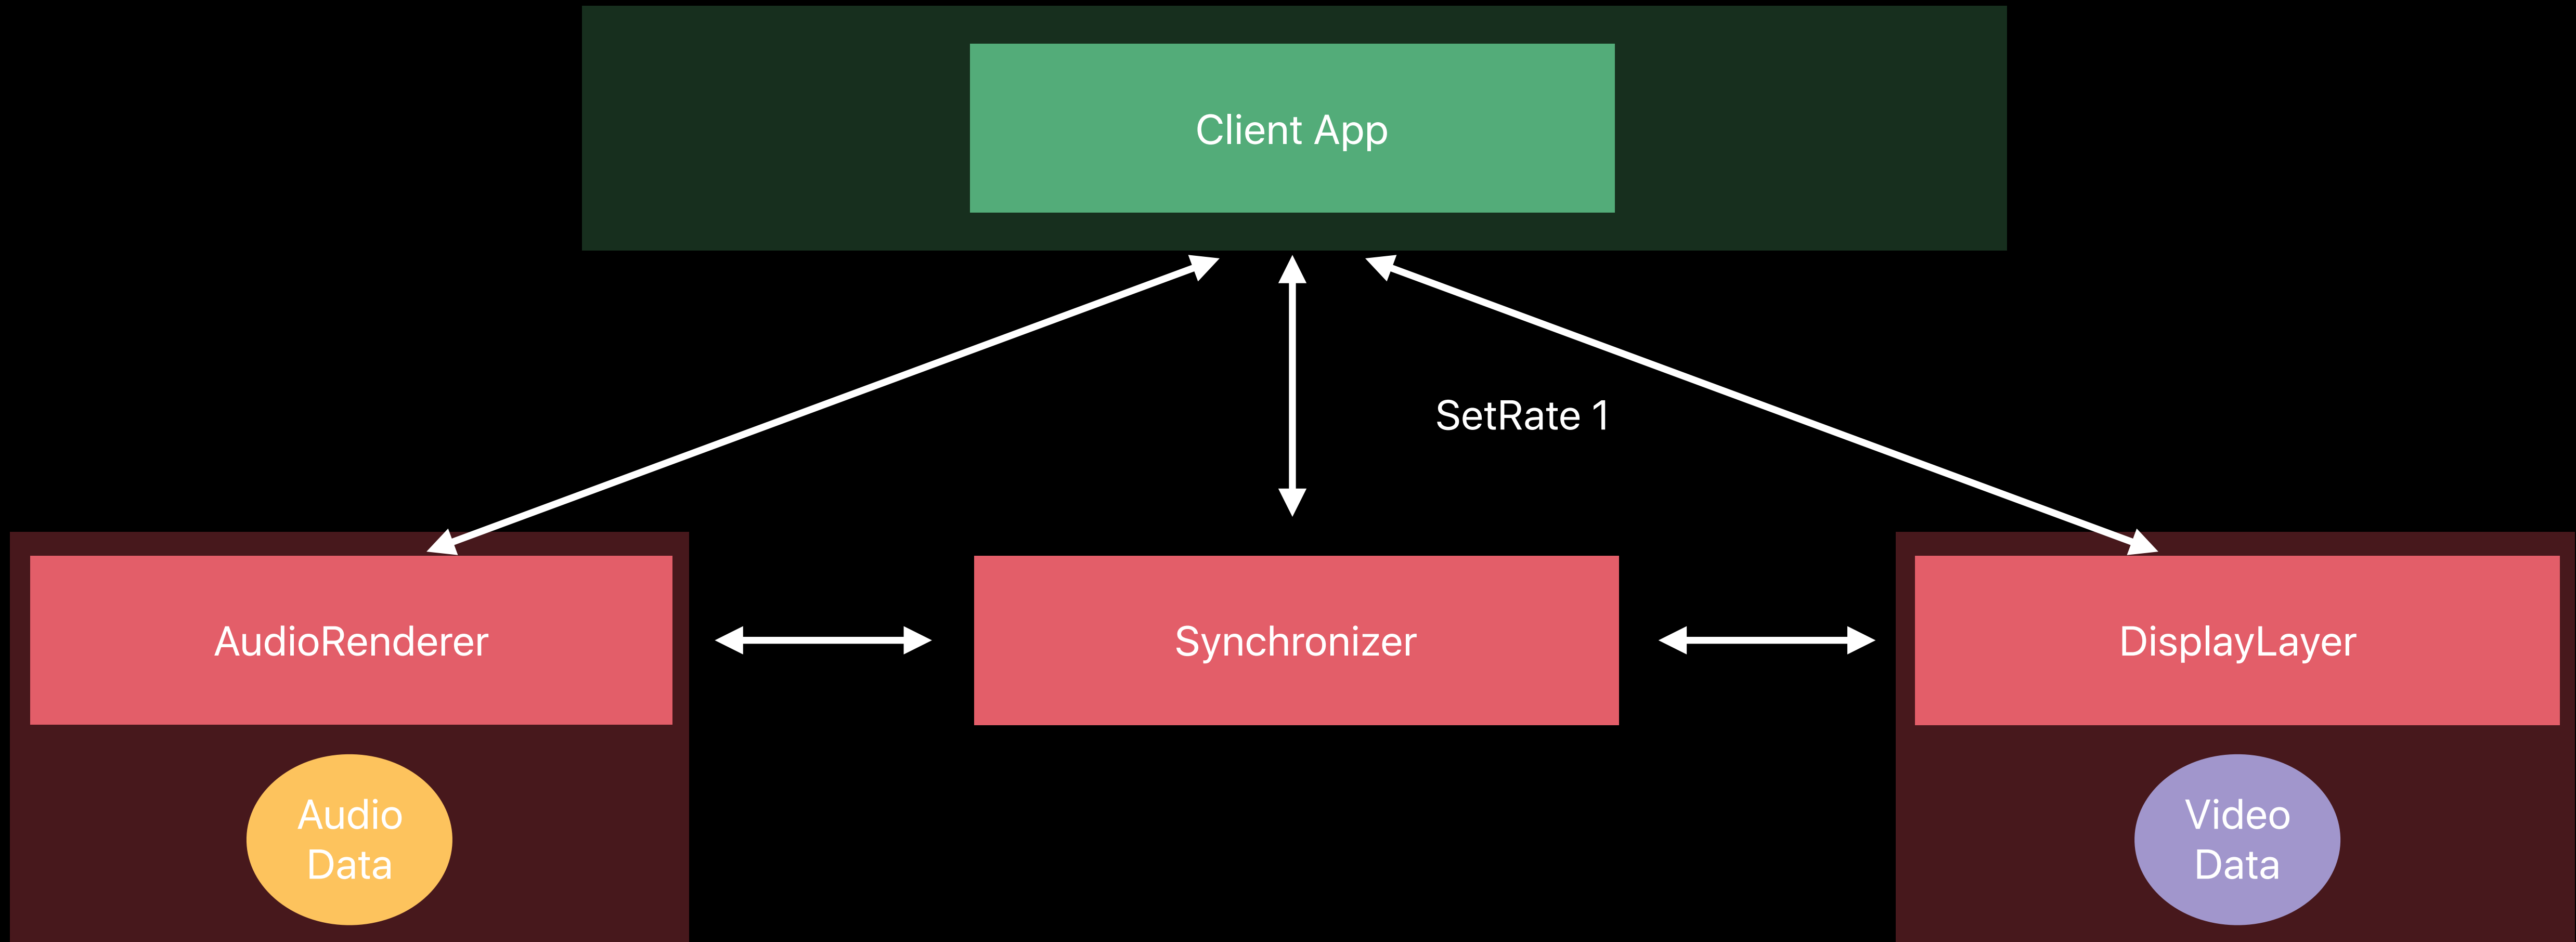 Client App
SetRate 1
AudioRenderer
Synchronizer
DisplayLayer
Audio
Data
Video
Data